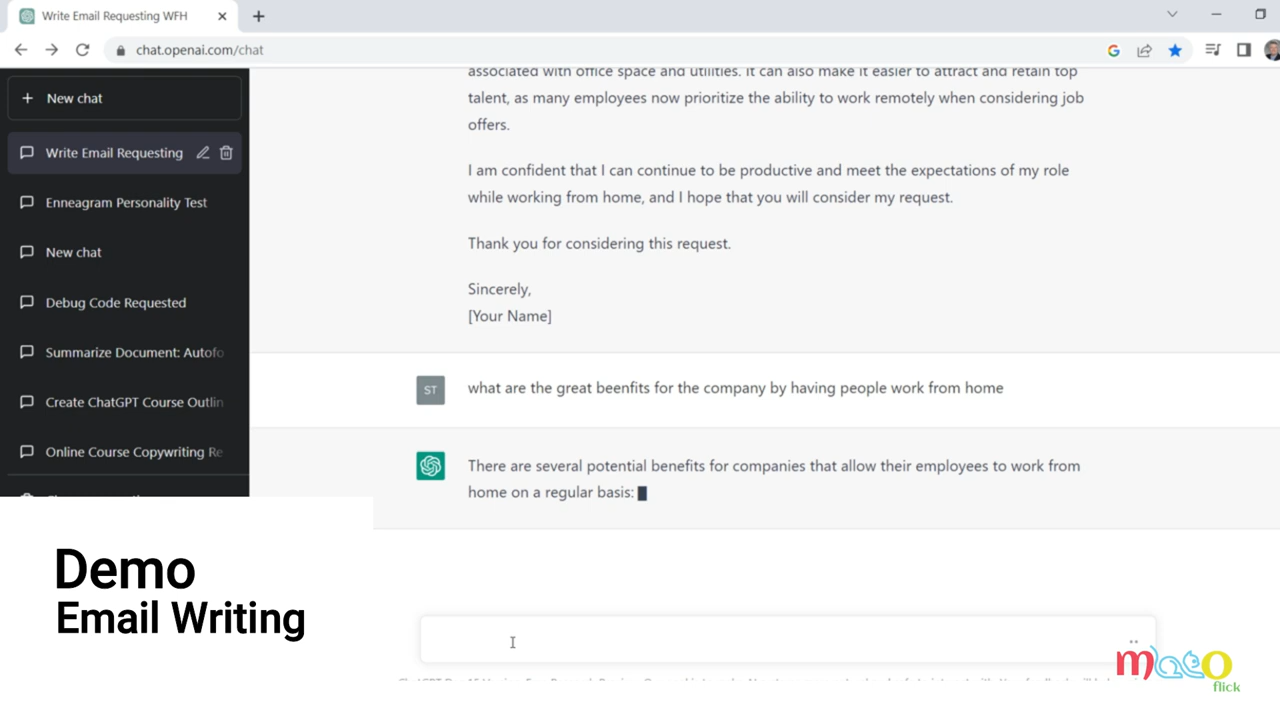 Write Email Requesting WFH
chat.openai.com/chat
New chat
Write Email Requesting
Enneagram Personality Test
New chat
Debug Code Requested
Summarize Document: Autofo
Create ChatGPT Course Outlin
Online Course Copywriting Re
associated with office space and utilities. It can also make it easier to attract and retain top
talent, as many employees now prioritize the ability to work remotely when considering job
offers.
I am confident that I can continue to be productive and meet the expectations of my role
while working from home, and I hope that you will consider my request.
Thank you for considering this request.
Sincerely,
[Your Name]
ST
what are the great beenfits for the company by having people work from home
There are several potential benefits for companies that allow their employees to work from
home on a regular basis:
Demo
Email Writing
flick